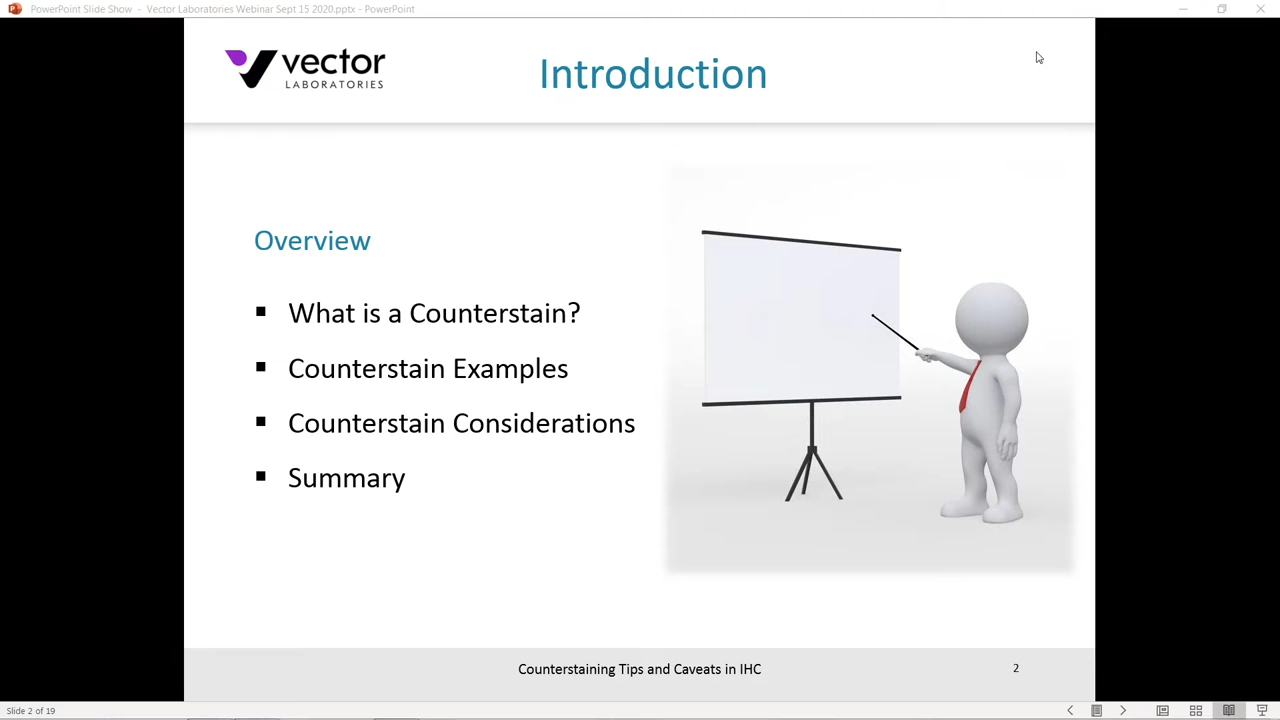 PowerPoint Slide Show - Vector Laboratories Webinar Sept 15 2020.pptx - PowerPoint
vector
LABORATORIES
Introduction
Overview
▪ What is a Counterstain?
▪ Counterstain Examples
▪ Counterstain Considerations
▪ Summary
Counterstaining Tips and Caveats in IHC
2
Slide 2 of 19